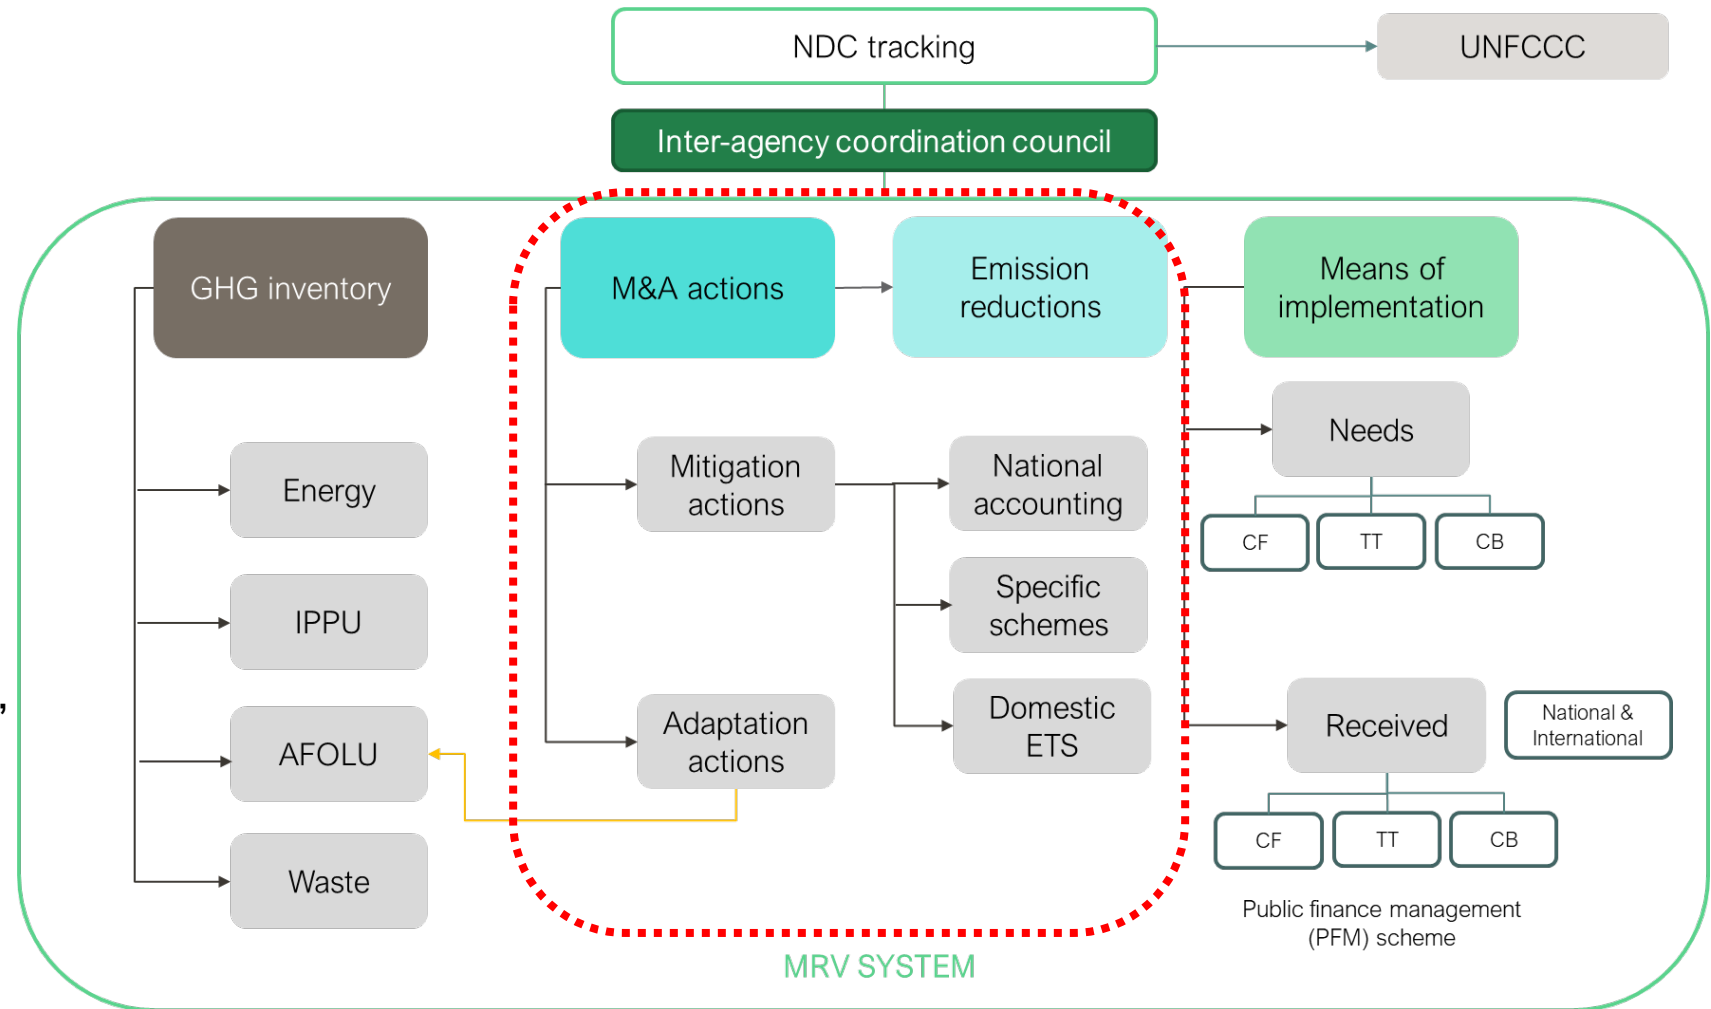 NDC tracking
UNFCCC
Inter-agency coordination council
GHG inventory
M&A actions
Emission
reductions
Means of
implementation
Energy
IPPU
AFOLU
Waste
Mitigation
actions
Adaptation
actions
National
accounting
Specific
schemes
Domestic
ETS
Needs
CF
TT
CB
Received
National &
International
CF
TT
CB
Public finance management
(PFM) scheme
MRV SYSTEM
,